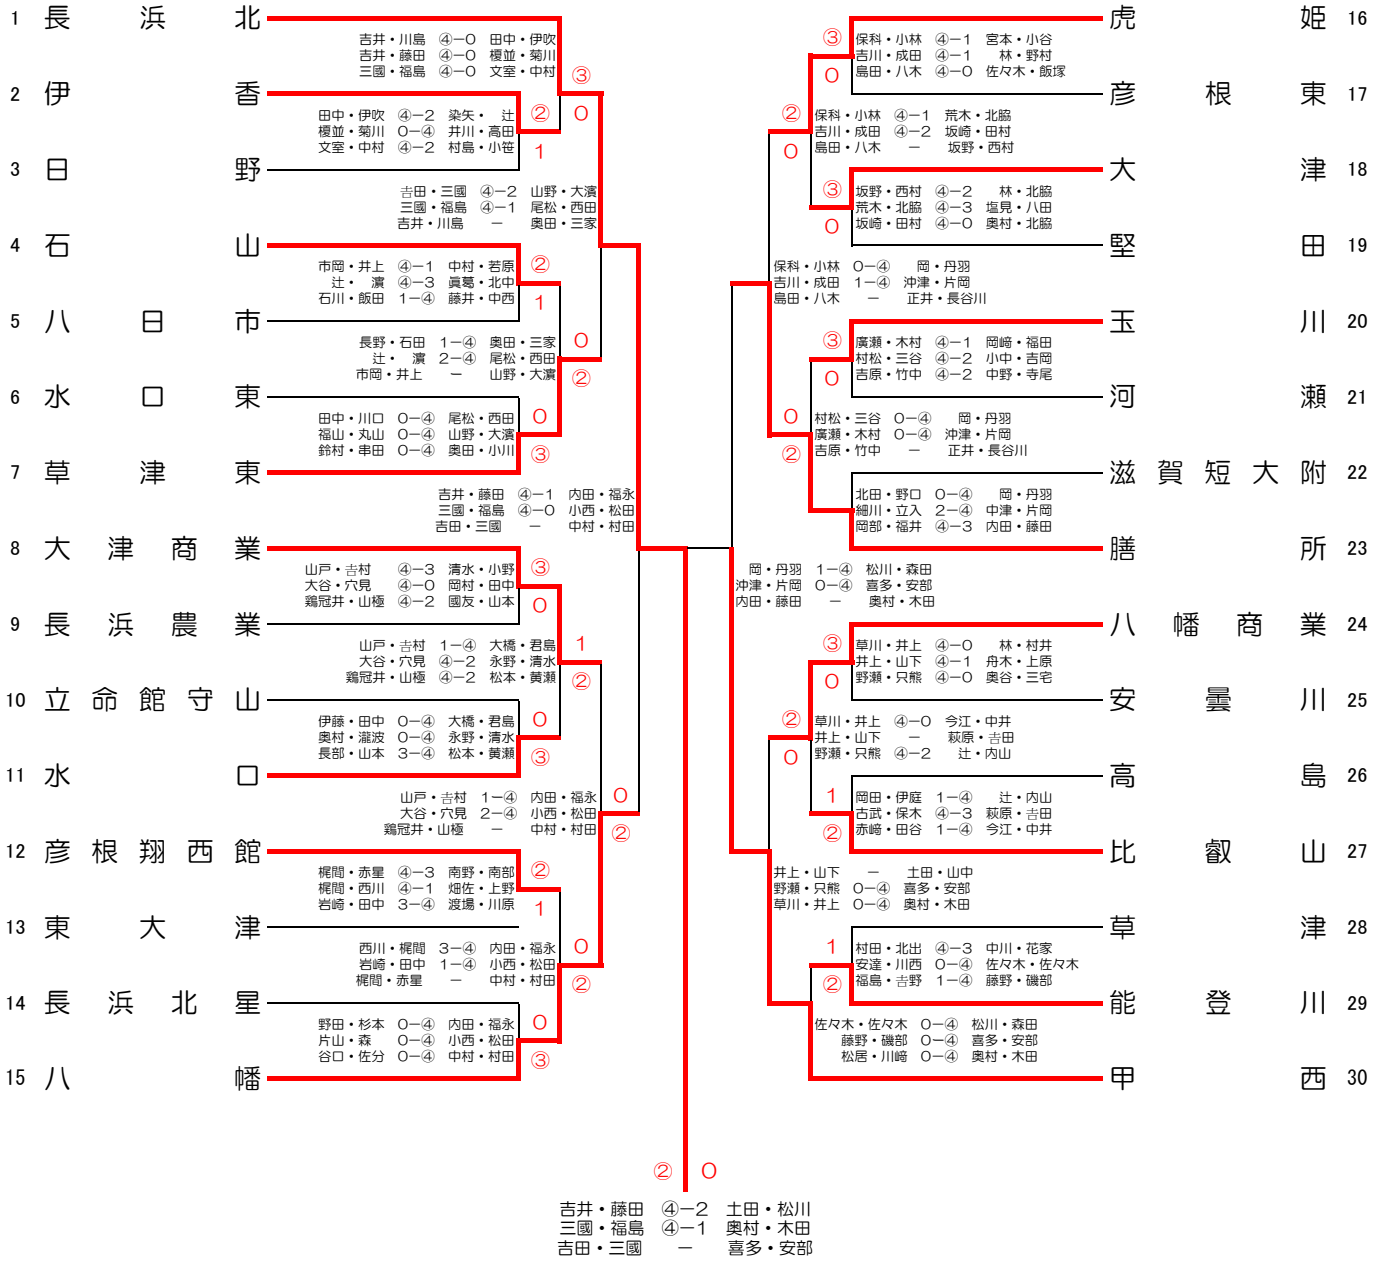 1 長浜北
吉井・川島 ④−0 田中・伊吹
吉井・藤田 ④−0 榎並・菊川
三國・福島 ④−0 文室・中村
③
0
2 伊香
田中・伊吹 ④−2 染矢・　辻
榎並・菊川 0−④ 井川・高田
文室・中村 ④−2 村島・小笹
②
1
3 日野
吉田・三國 ④−2 山野・大濱
三國・福島 ④−1 尾松・西田
吉井・川島 − 奥田・三家
4 石山
市岡・井上 ④−1 中村・若原
辻・　濱 ④−3 眞葛・北中
石川・飯田 1−④ 藤井・中西
②
1
5 八日市
長野・石田 1−④ 奥田・三家
辻・　濱 2−④ 尾松・西田
市岡・井上 − 山野・大濱
0
②
6 水口東
田中・川口 0−④ 尾松・西田
福山・丸山 0−④ 山野・大濱
鈴村・串田 0−④ 奥田・小川
0
③
7 草津東
吉井・藤田 ④−1 内田・福永
三國・福島 ④−0 小西・松田
吉田・三國 − 中村・村田
8 大津商業
山戸・𠮷村 ④−3 清水・小野
大谷・穴見 ④−0 岡村・田中
鶏冠井・山極 ④−2 國友・山本
③
0
9 長浜農業
山戸・𠮷村 1−④ 大橋・君島
大谷・穴見 ④−2 永野・清水
鶏冠井・山極 ④−2 松本・黄瀬
1
②
10 立命館守山
伊藤・田中 0−④ 大橋・君島
奥村・瀧波 0−④ 永野・清水
長部・山本 3−④ 松本・黄瀬
0
③
11 水口
山戸・𠮷村 1−④ 内田・福永
大谷・穴見 2−④ 小西・松田
鶏冠井・山極 − 中村・村田
0
②
12 彦根翔西館
梶間・赤星 ④−3 南野・南部
梶間・西川 ④−1 畑佐・上野
岩崎・田中 3−④ 渡場・川原
②
1
13 東大津
西川・梶間 3−④ 内田・福永
岩崎・田中 1−④ 小西・松田
梶間・赤星 − 中村・村田
0
②
14 長浜北星
野田・杉本 0−④ 内田・福永
片山・森 0−④ 小西・松田
谷口・佐分 0−④ 中村・村田
0
③
15 八幡
虎姫 16
③
0
保科・小林 ④−1 宮本・小谷
吉川・成田 ④−1 林・野村
島田・八木 ④−0 佐々木・飯塚
彦根東 17
②
0
保科・小林 ④−1 荒木・北脇
吉川・成田 ④−2 坂崎・田村
島田・八木 − 坂野・西村
大津 18
③
0
坂野・西村 ④−2 林・北脇
荒木・北脇 ④−3 塩見・八田
坂崎・田村 ④−0 奥村・北脇
堅田 19
保科・小林 0−④ 岡・丹羽
吉川・成田 1−④ 沖津・片岡
島田・八木 − 正井・長谷川
玉川 20
③
0
廣瀬・木村 ④−1 岡﨑・福田
村松・三谷 ④−2 小中・吉岡
吉原・竹中 ④−2 中野・寺尾
河瀬 21
0
②
村松・三谷 0−④ 岡・丹羽
廣瀬・木村 0−④ 沖津・片岡
吉原・竹中 − 正井・長谷川
滋賀短大附 22
北田・野口 0−④ 岡・丹羽
細川・立入 2−④ 中津・片岡
岡部・福井 ④−3 内田・藤田
膳所 23
岡・丹羽 1−④ 松川・森田
沖津・片岡 0−④ 喜多・安部
内田・藤田 − 奥村・木田
八幡商業 24
③
0
草川・井上 ④−0 林・村井
井上・山下 ④−1 舟木・上原
野瀬・只熊 ④−0 奥谷・三宅
安曇川 25
②
0
草川・井上 ④−0 今江・中井
井上・山下 − 萩原・𠮷田
野瀬・只熊 ④−2 辻・内山
高島 26
1
②
岡田・伊庭 1−④ 辻・内山
古武・保木 ④−3 萩原・𠮷田
赤﨑・田谷 1−④ 今江・中井
比叡山 27
井上・山下 − 土田・山中
野瀬・只熊 0−④ 喜多・安部
草川・井上 0−④ 奥村・木田
草津 28
1
②
村田・北出 ④−3 中川・花家
安達・川西 0−④ 佐々木・佐々木
福島・𠮷野 1−④ 藤野・磯部
能登川 29
佐々木・佐々木 0−④ 松川・森田
藤野・磯部 0−④ 喜多・安部
松居・川﨑 0−④ 奥村・木田
甲西 30
② 0
吉井・藤田 ④−2 土田・松川
三國・福島 ④−1 奥村・木田
吉田・三國 − 喜多・安部